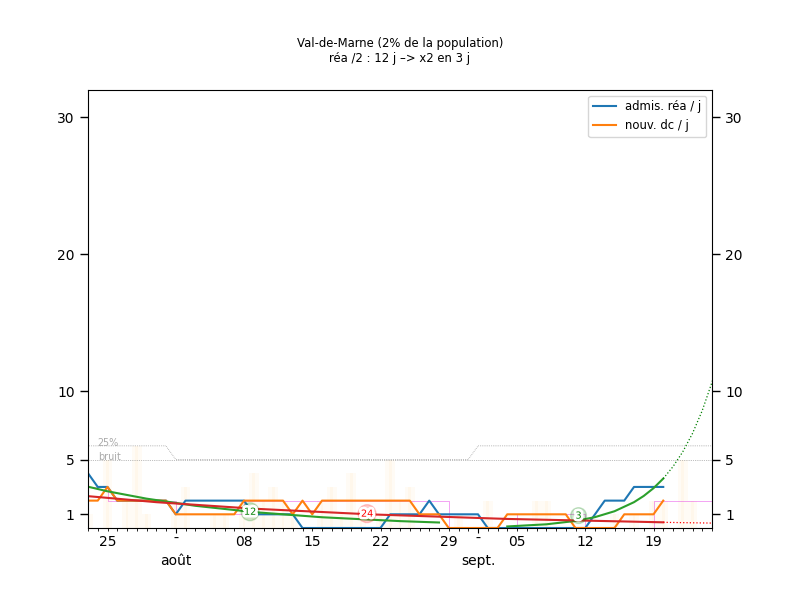 Val-de-Marne (2% de la population)
réa /2 : 12 j –> x2 en 3 j
admis. réa / j
nouv. dc / j
30 30
20 20
10 10
25%
bruit
5 5
12 24 3
1 1
25 - 08 15 22 29 - 05 12 19
août sept.